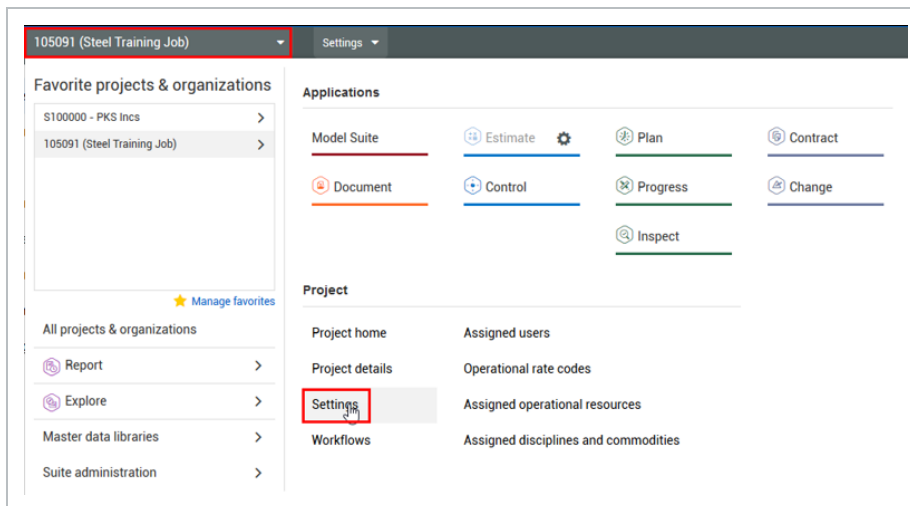 105091 (Steel Training Job)
Settings
Favorite projects & organizations
S100000 - PKS Incs
105091 (Steel Training Job)
Manage favorites
All projects & organizations
Report
Explore
Master data libraries
Suite administration
Applications
Model Suite
Estimate
Plan
Contract
Document
Control
Progress
Change
Inspect
Project
Project home
Assigned users
Project details
Operational rate codes
Settings
Assigned operational resources
Workflows
Assigned disciplines and commodities